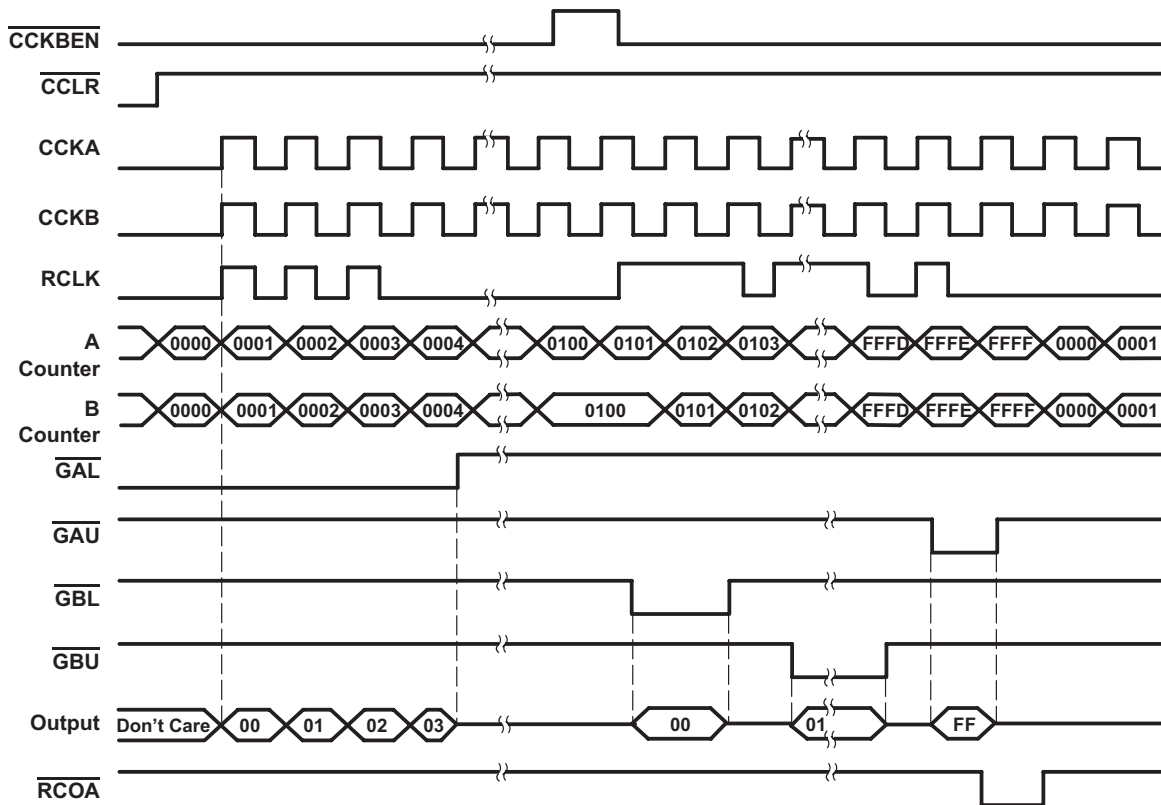 CCKBEN
CCLR
CCKA
CCKB
RCLK
A Counter 0000 0001 0002 0003 0004 0100 0101 0102 0103 FFFD FFFE FFFF 0000 0001
B Counter 0000 0001 0002 0003 0004 0100 0101 0102 FFFD FFFE FFFF 0000 0001
GAL
GAU
GBL
GBU
Output Don't Care 00 01 02 03 00 01 FF
RCOA